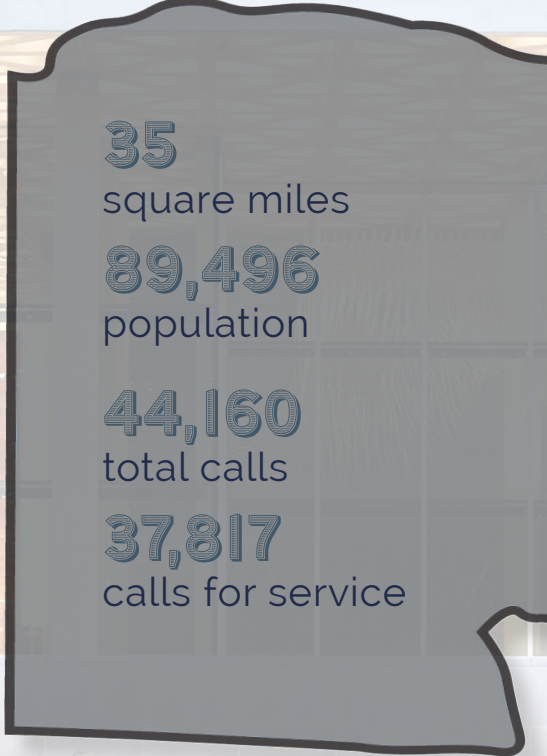 35
square miles
89,496
population
44,160
total calls
37,817
calls for service